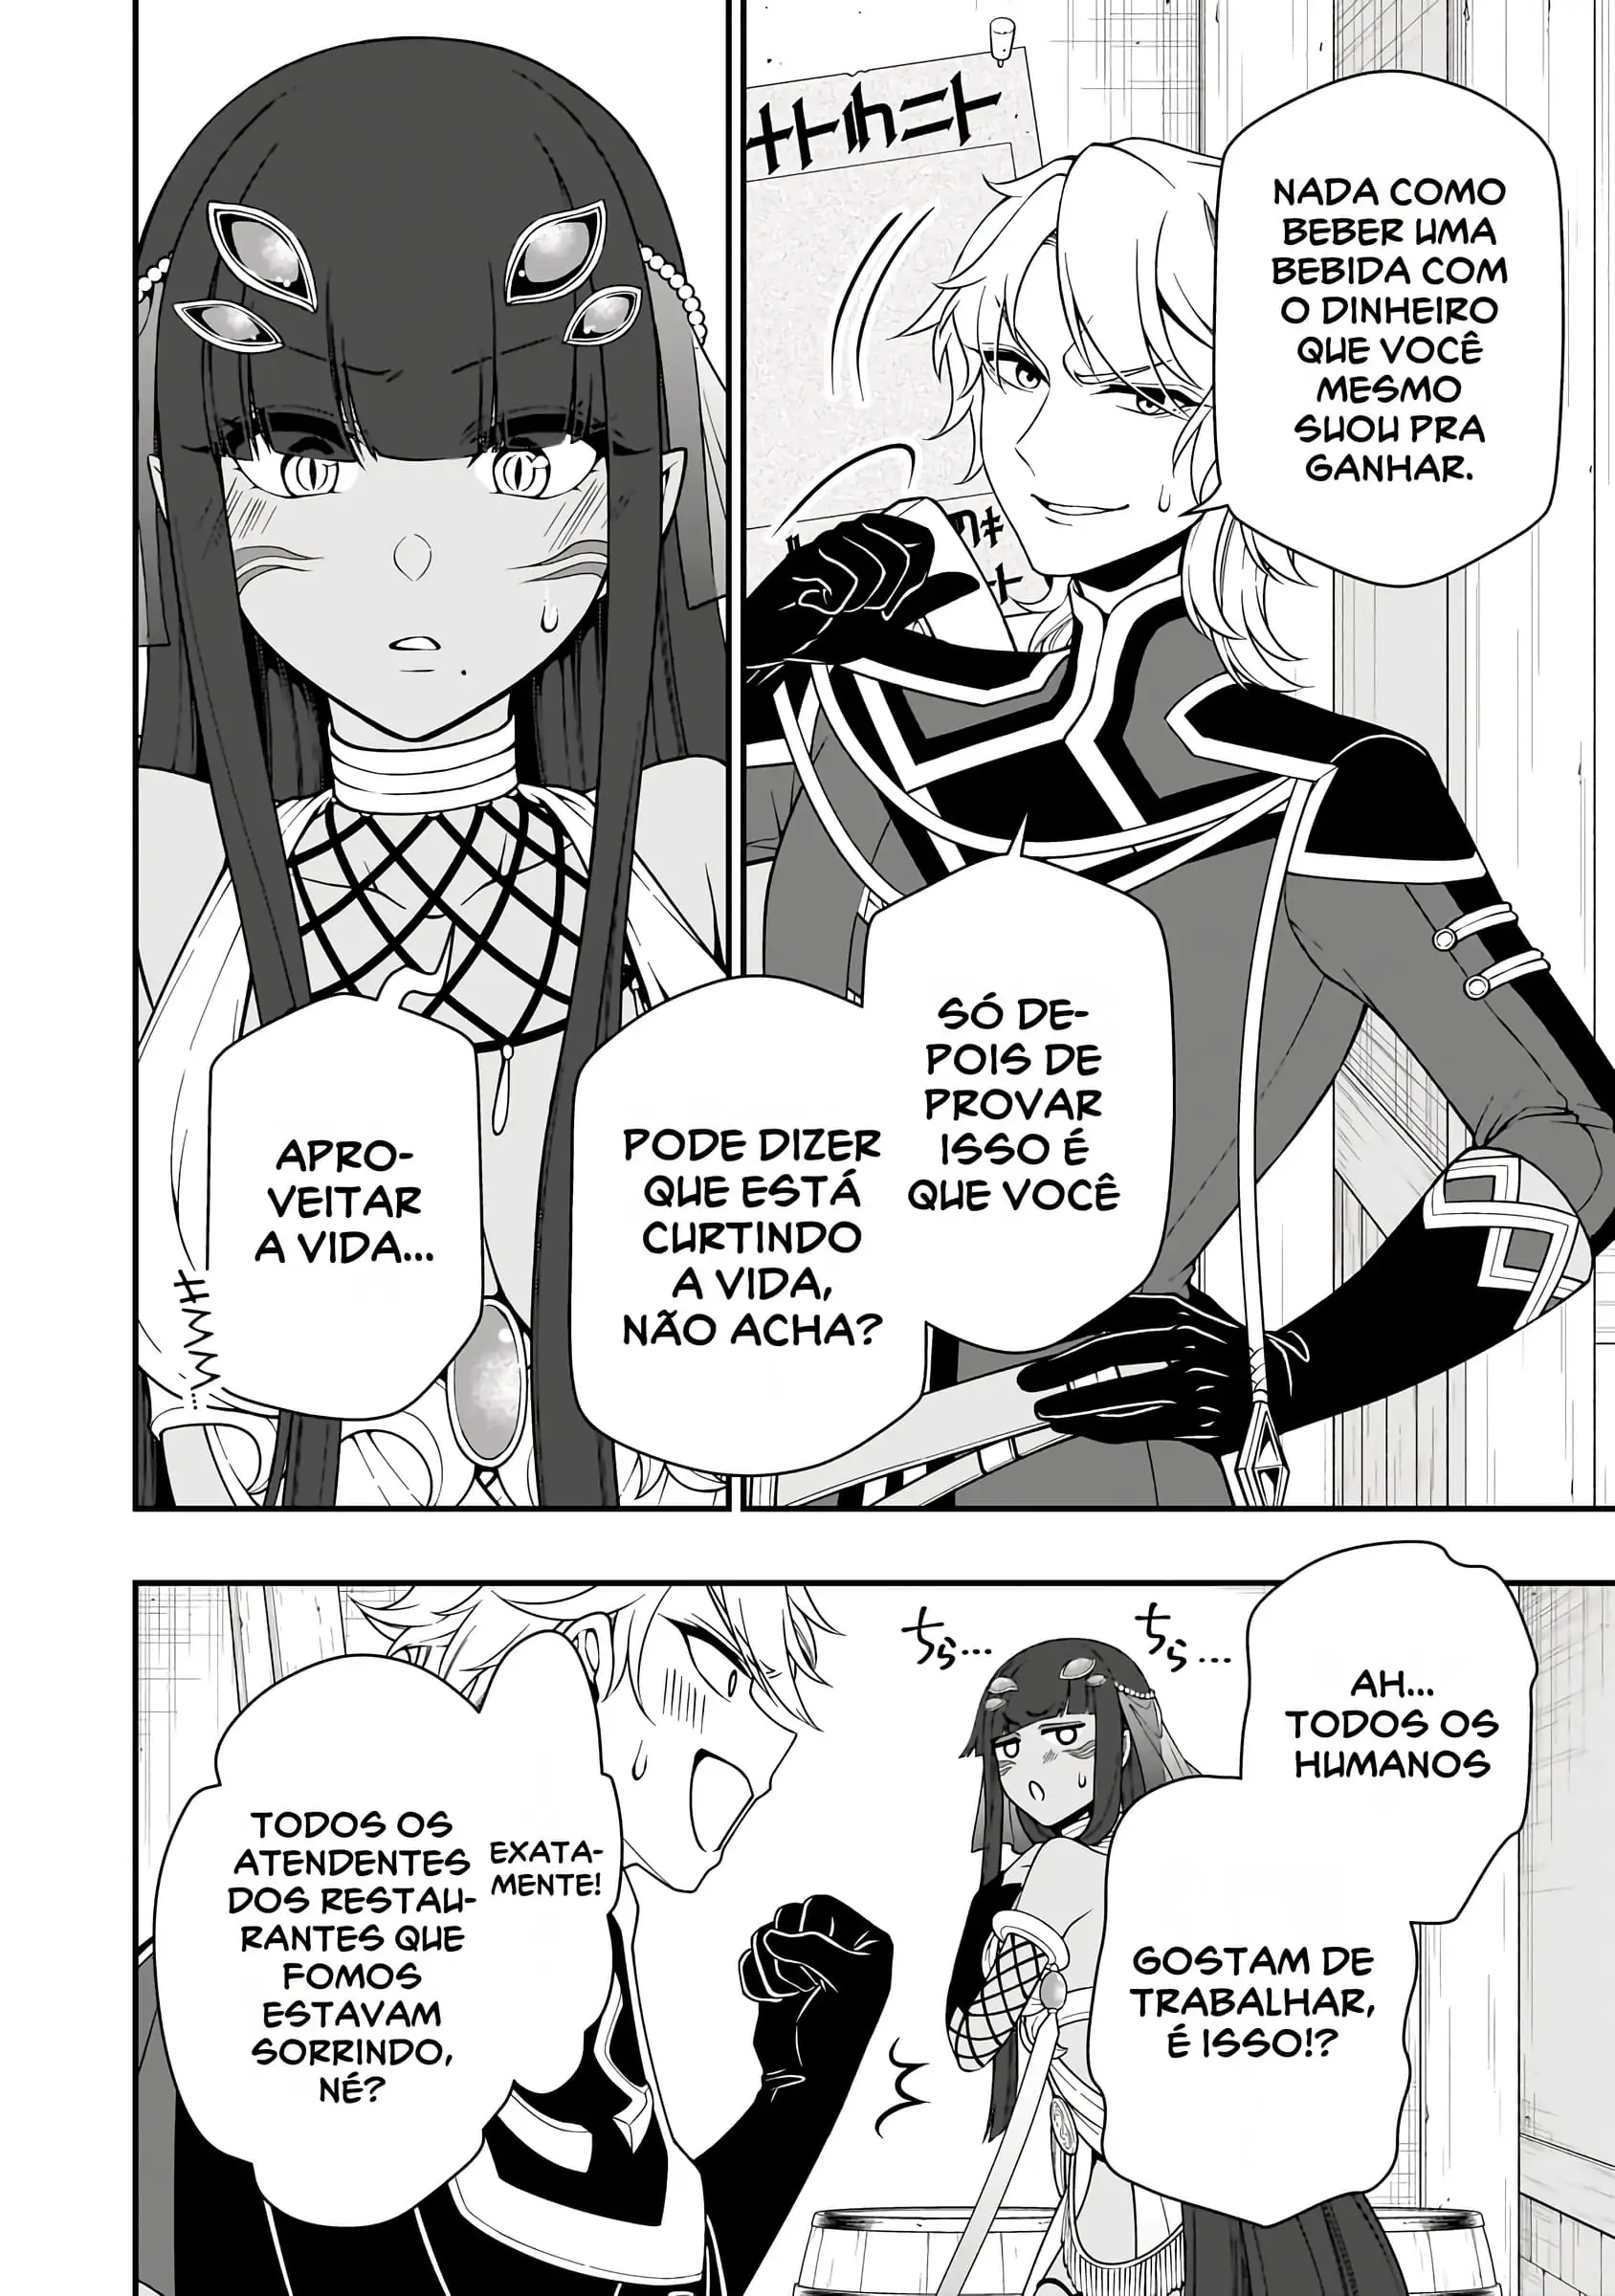 NADA COMO
BEBER UMA
BEBIDA COM
O DINHEIRO
QUE VOCÊ
MESMO
SUOU PRA
GANHAR.
SÓ DE-
POIS DE
PROVAR
ISSO É
QUE VOCÊ
PODE DIZER
QUE ESTÁ
CURTINDO
A VIDA,
NÃO ACHA?
APRO-
VEITAR
A VIDA...
AH...
TODOS OS
HUMANOS
GOSTAM DE
TRABALHAR,
É ISSO!?
ちら...
ちら...
EXATA-
MENTE!
TODOS OS
ATENDENTES
DOS RESTAU-
RANTES QUE
FOMOS
ESTAVAM
SORRINDO,
NÉ?